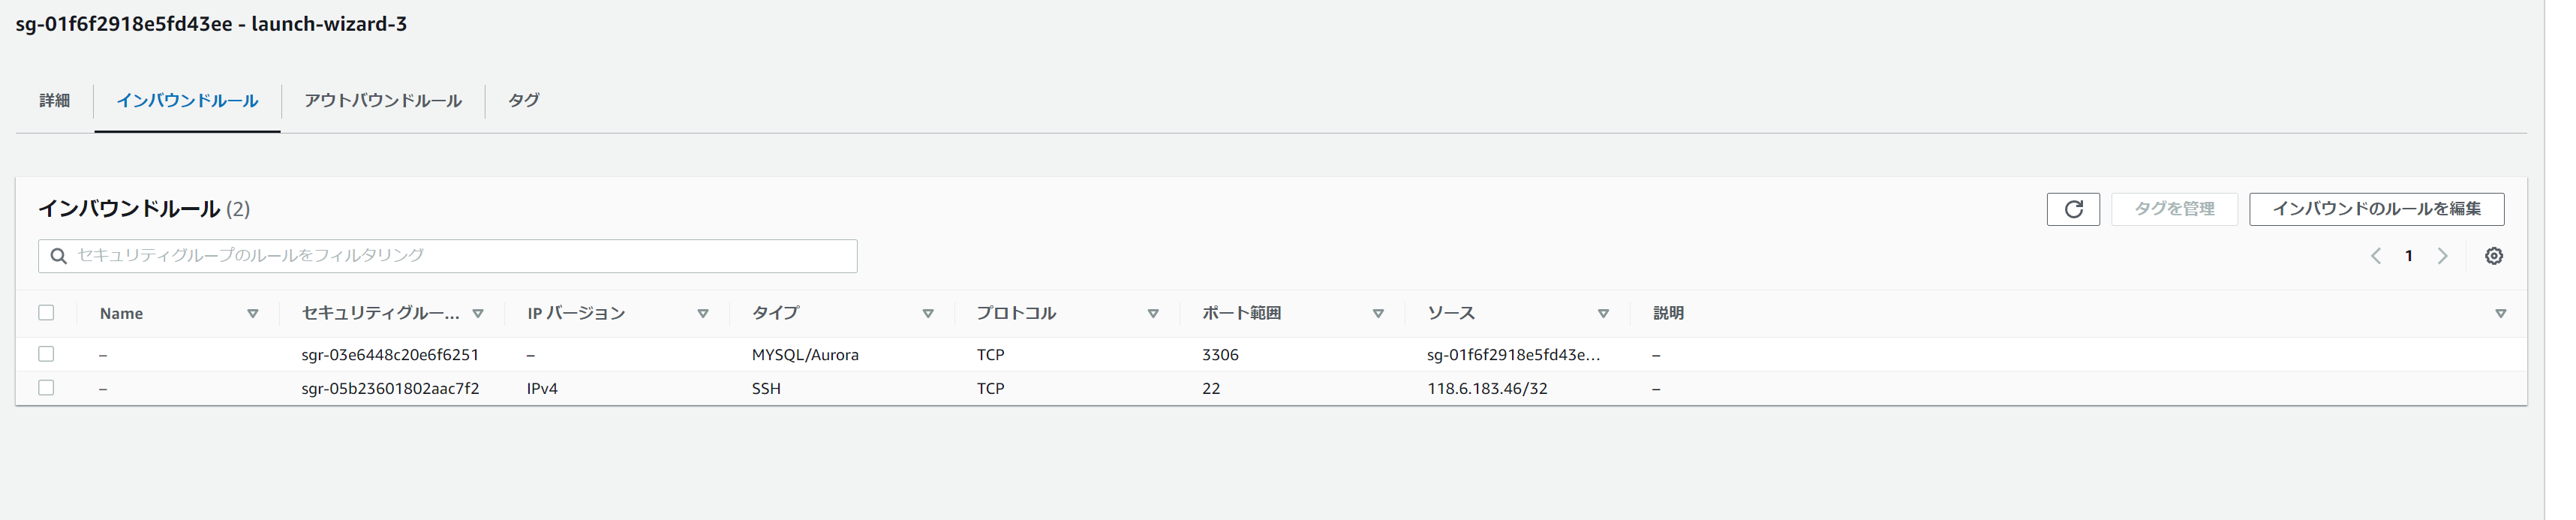 sg-01f6f2918e5fd43ee - launch-wizard-3
詳細 インバウンドルール アウトバウンドルール タグ
インバウンドルール (2) タグを管理 インバウンドのルールを編集
セキュリティグループのルールをフィルタリング 1
Name セキュリティグルー... IP バージョン タイプ プロトコル ポート範囲 ソース 説明
– sgr-03e6448c20e6f6251 – MYSQL/Aurora TCP 3306 sg-01f6f2918e5fd43e... –
– sgr-05b23601802aac7f2 IPv4 SSH TCP 22 118.6.183.46/32 –